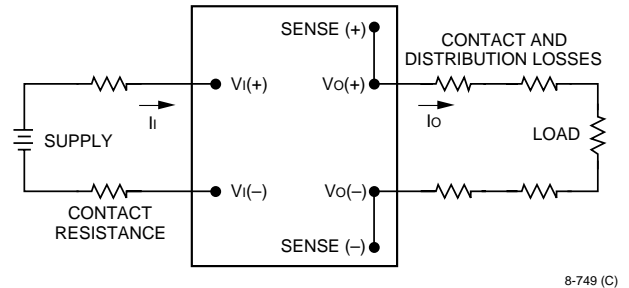 SENSE (+)
CONTACT AND
DISTRIBUTION LOSSES
VI(+)
VO(+)
II
IO
SUPPLY
LOAD
VI(–)
VO(–)
CONTACT
RESISTANCE
SENSE (–)
8-749 (C)